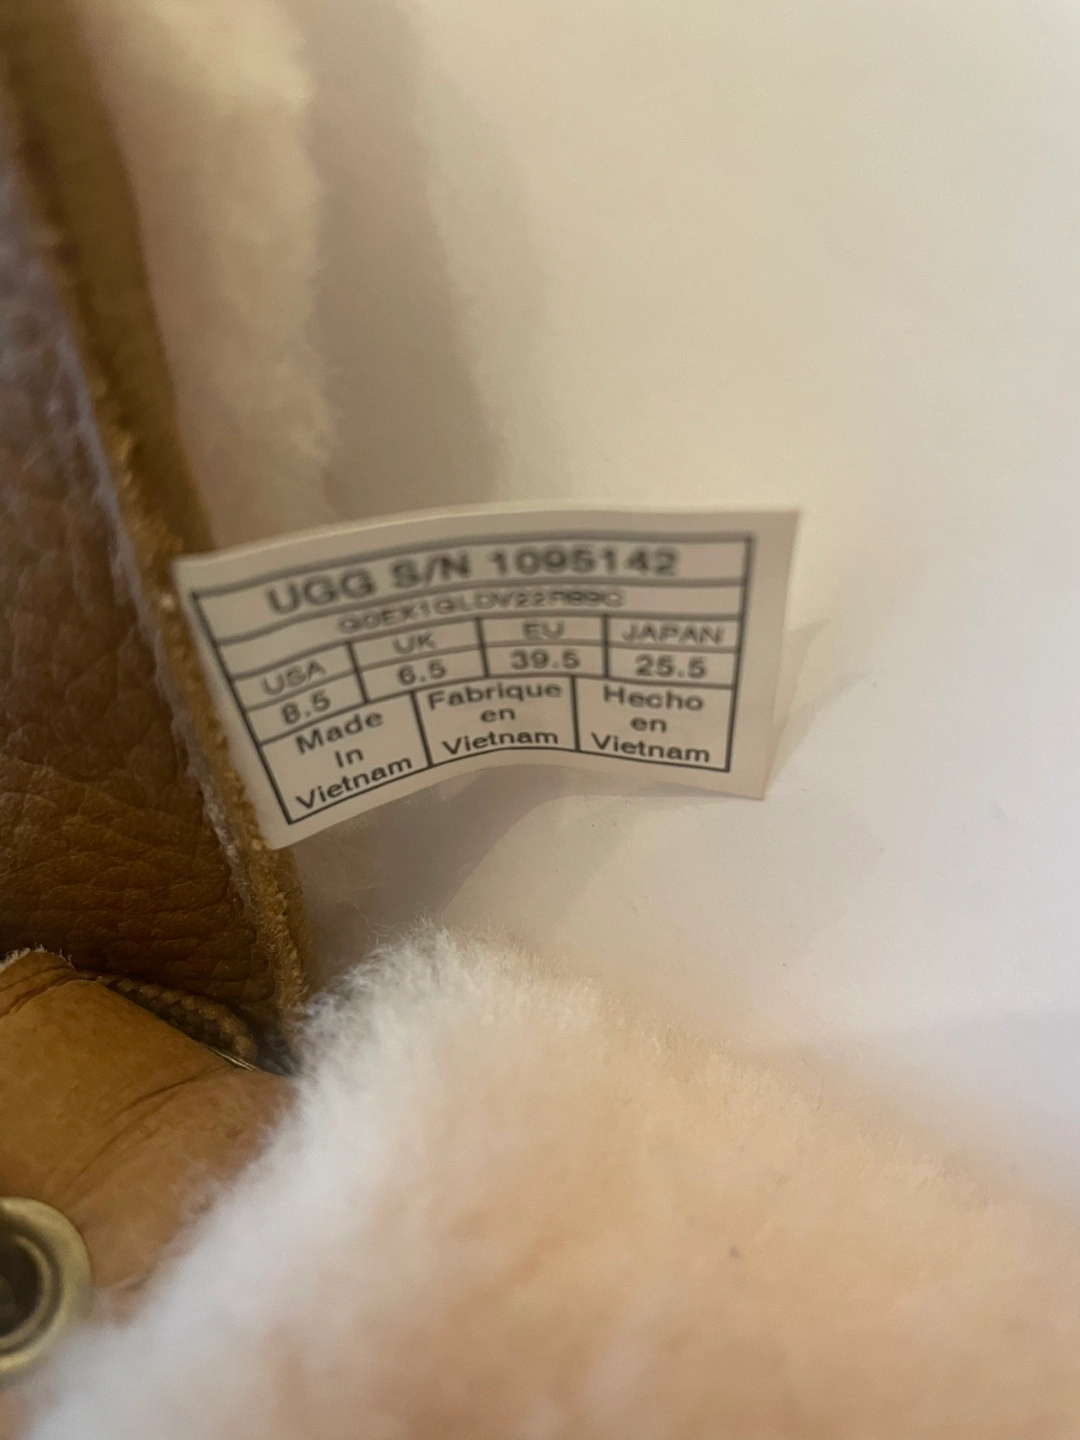 UGG S/N 1095142
USA UK EU JAPAN
8.5 6.5 39.5 25.5
Made In Vietnam
Fabrique en Vietnam
Hecho en Vietnam